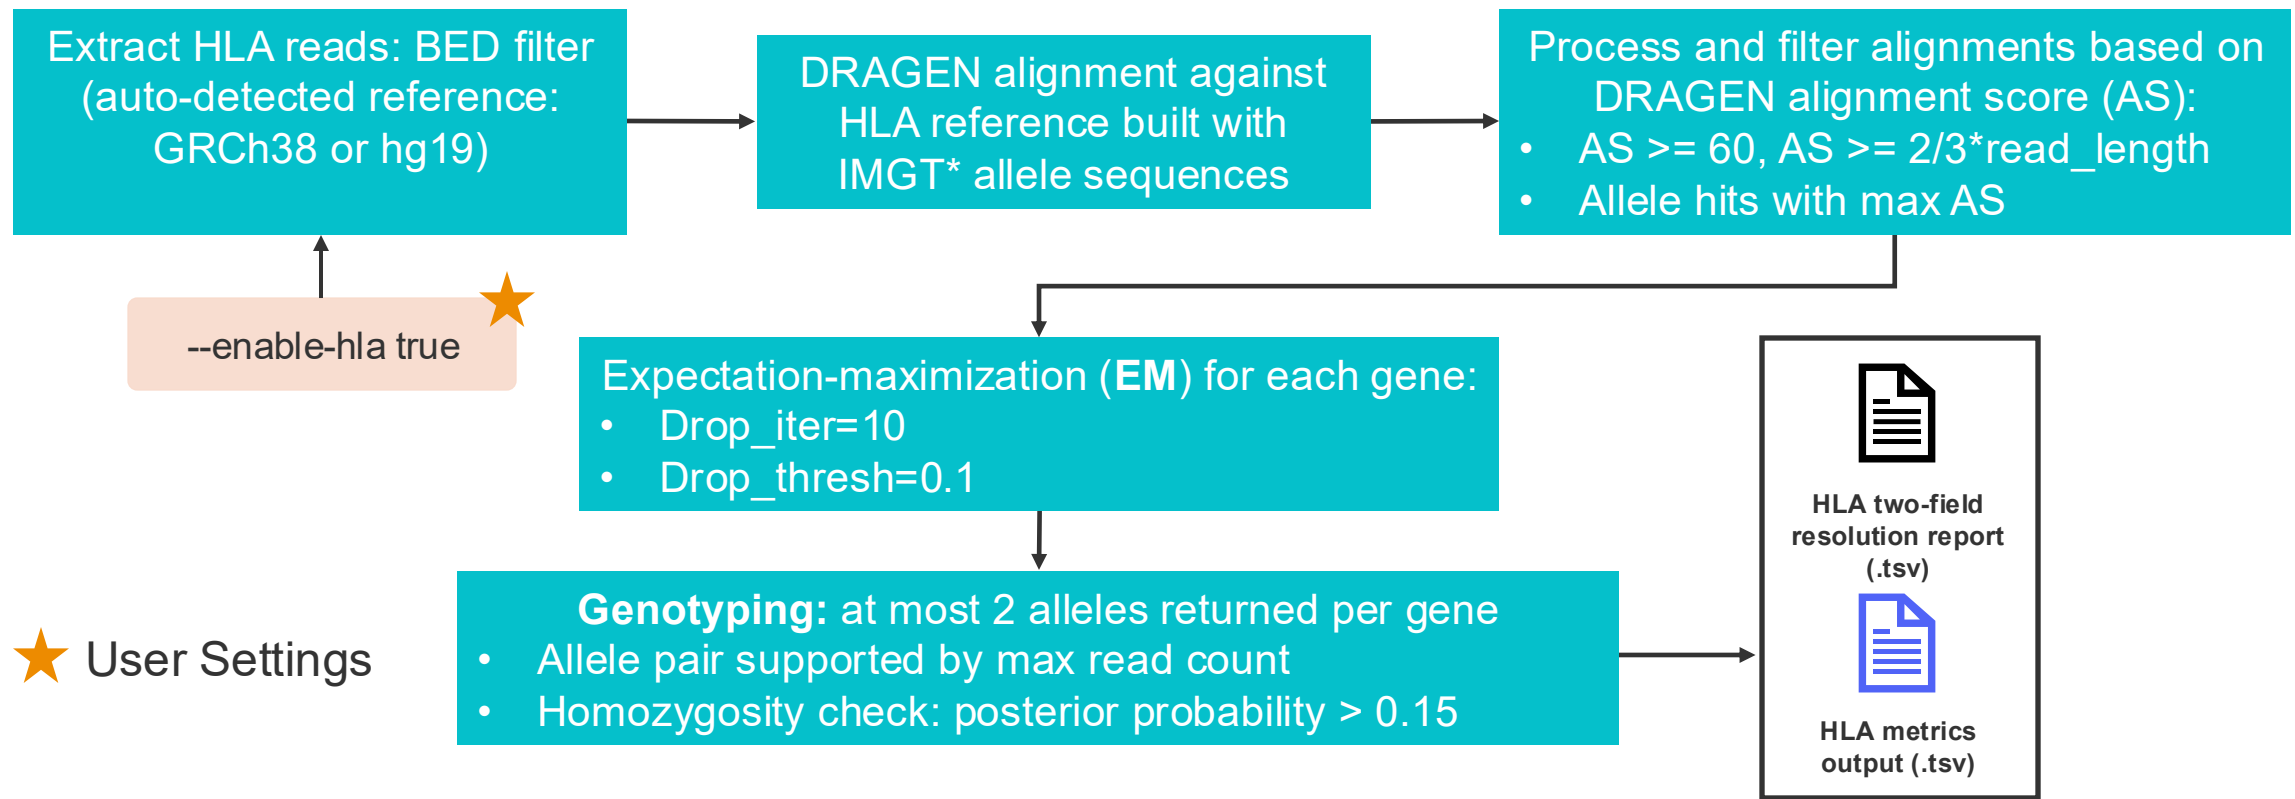 Extract HLA reads: BED filter
(auto-detected reference:
GRCh38 or hg19)
DRAGEN alignment against
HLA reference built with
IMGT* allele sequences
Process and filter alignments based on
DRAGEN alignment score (AS):
• AS >= 60, AS >= 2/3*read_length
• Allele hits with max AS
--enable-hla true
Expectation-maximization (EM) for each gene:
• Drop_iter=10
• Drop_thresh=0.1
Genotyping: at most 2 alleles returned per gene
• Allele pair supported by max read count
• Homozygosity check: posterior probability > 0.15
HLA two-field
resolution report
(.tsv)
HLA metrics
output (.tsv)
User Settings